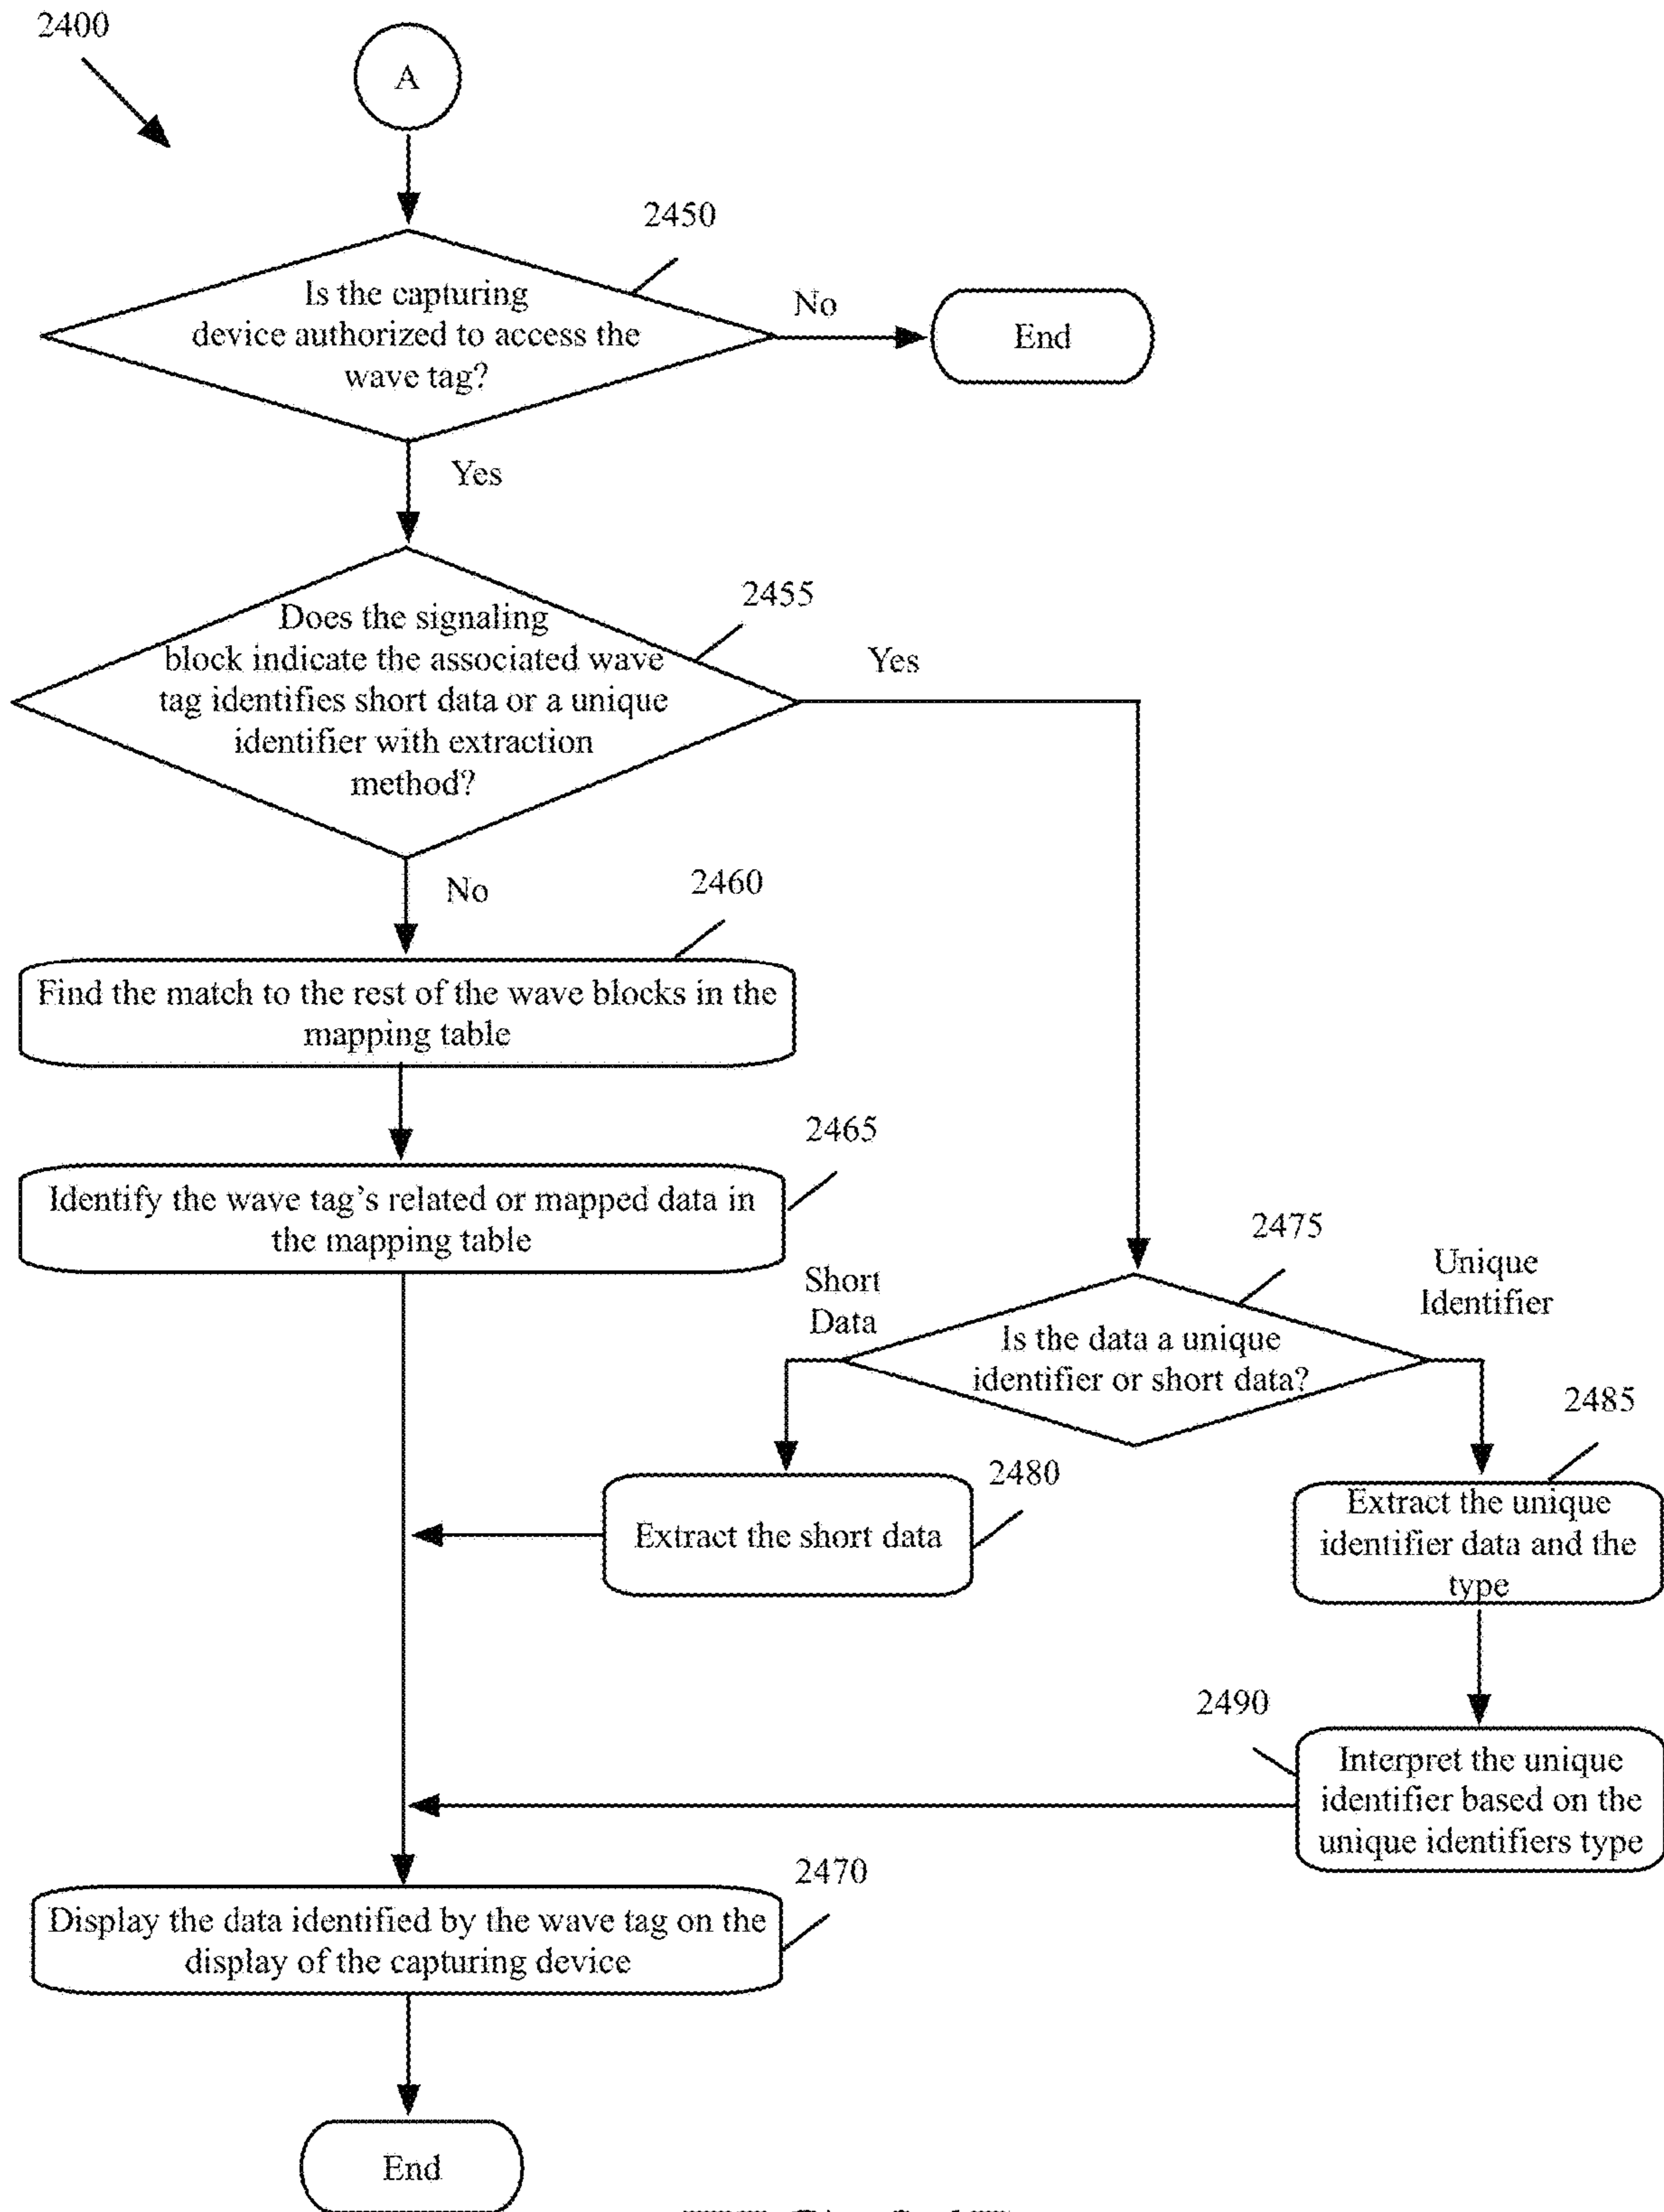 2400
A
2450
Is the capturing
device authorized to access the
wave tag?
No
End
Yes
2455
Does the signaling
block indicate the associated wave
tag identifies short data or a unique
identifier with extraction
method?
Yes
No
2460
Find the match to the rest of the wave blocks in the
mapping table
2465
Identify the wave tag's related or mapped data in
the mapping table
2475
Short
Data
Unique
Identifier
Is the data a unique
identifier or short data?
2485
2480
Extract the short data
Extract the unique
identifier data and the
type
2490
Interpret the unique
identifier based on the
unique identifiers type
2470
Display the data identified by the wave tag on the
display of the capturing device
End